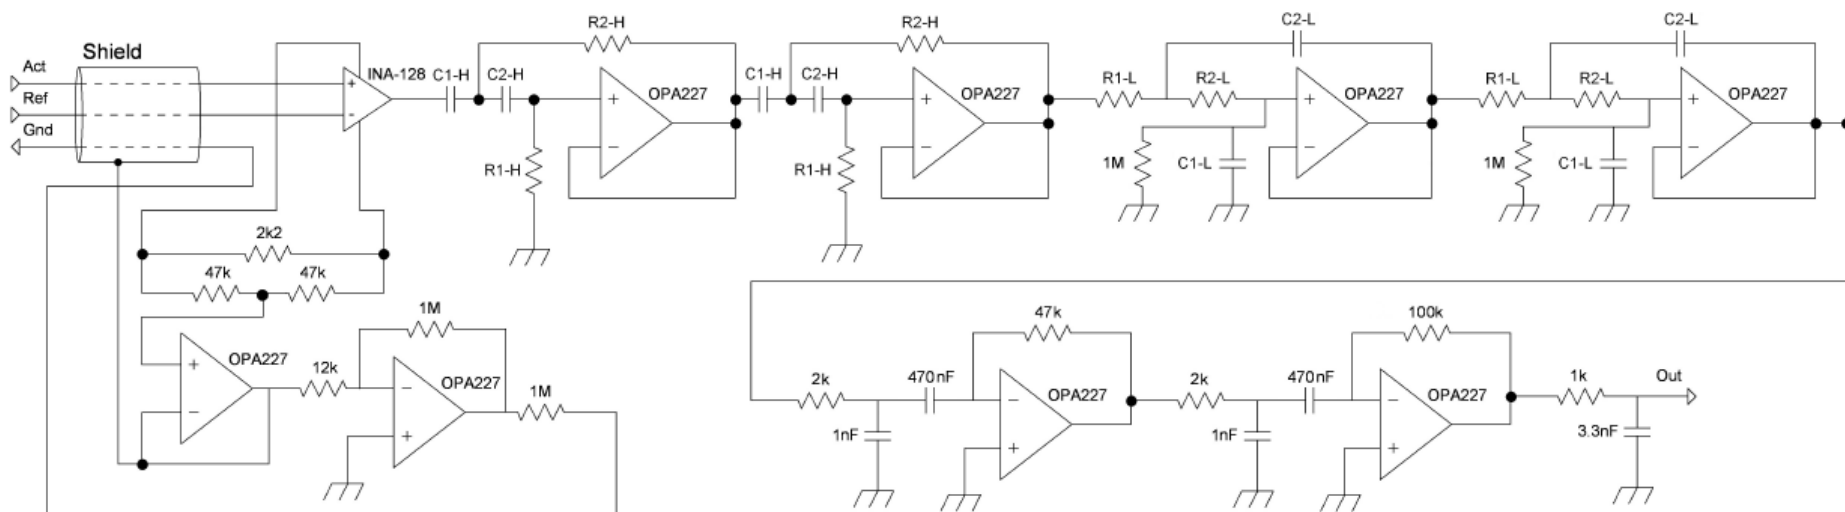 Shield
Act
Ref
Gnd
INA-128
C1-H
C2-H
R2-H
OPA227
R1-H
C1-H
C2-H
R2-H
OPA227
R1-H
R1-L
R2-L
C2-L
OPA227
1M
C1-L
R1-L
R2-L
C2-L
OPA227
1M
C1-L
2k2
47k
47k
OPA227
12k
1M
OPA227
1M
2k
1nF
470nF
47k
OPA227
2k
1nF
470nF
100k
OPA227
1k
3.3nF
Out